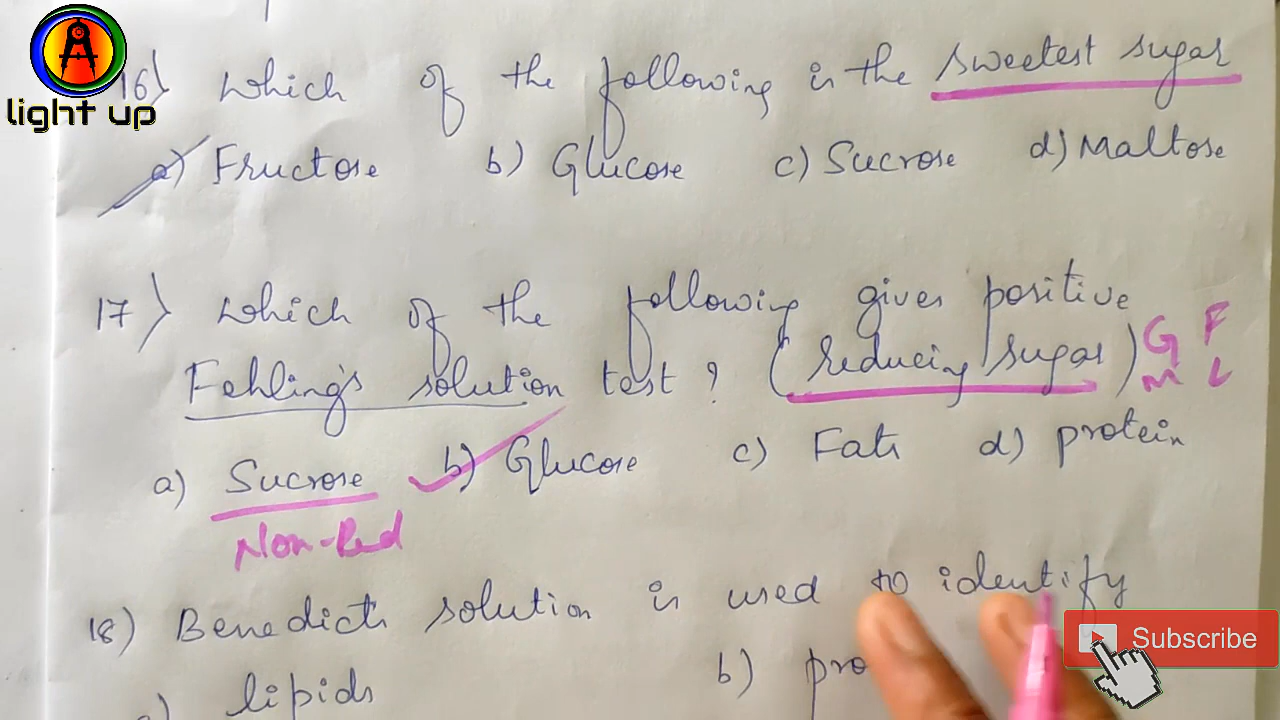 light up
16) Which of the following is the sweetest sugar
a) Fructose b) Glucose c) Sucrose d) Maltose
17) Which of the following gives positive
Fehling's solution test ? (reducing sugar) G F
M L
a) Sucrose b) Glucose c) Fats d) protein
Non-Red
18) Benedicts solution is used to identify
Subscribe
a) lipids b) pro